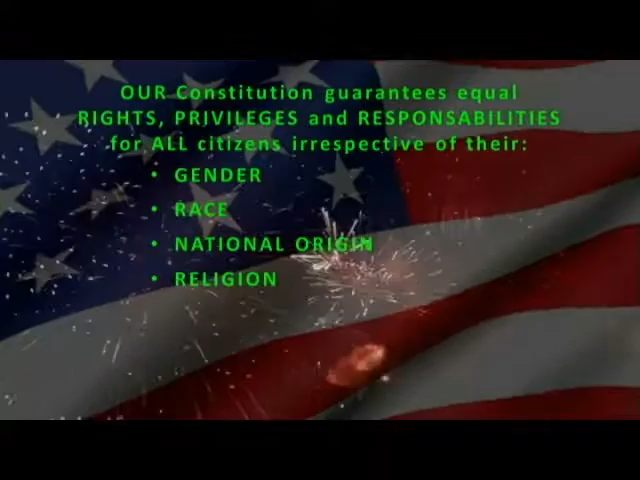 OUR Constitution guarantees equal
RIGHTS, PRIVILEGES and RESPONSABILITIES
for ALL citizens irrespective of their:
• GENDER
• RACE
• NATIONAL ORIGIN
• RELIGION